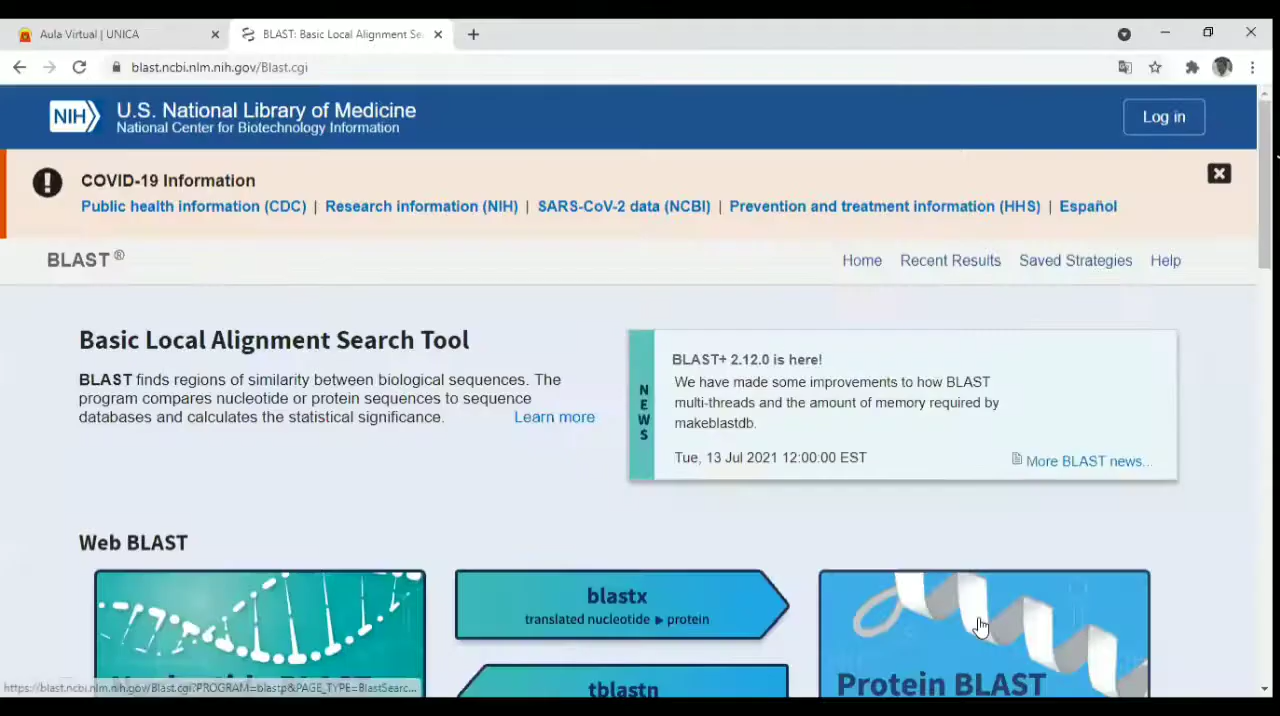 Aula Virtual | UNICA
BLAST: Basic Local Alignment Se
blast.ncbi.nlm.nih.gov/Blast.cgi
NIH
U.S. National Library of Medicine
National Center for Biotechnology Information
Log in
COVID-19 Information
Public health information (CDC) | Research information (NIH) | SARS-CoV-2 data (NCBI) | Prevention and treatment information (HHS) | Español
BLAST ®
Home Recent Results Saved Strategies Help
Basic Local Alignment Search Tool
BLAST finds regions of similarity between biological sequences. The
program compares nucleotide or protein sequences to sequence
databases and calculates the statistical significance. Learn more
NEWS
BLAST+ 2.12.0 is here!
We have made some improvements to how BLAST
multi-threads and the amount of memory required by
makeblastdb.
Tue, 13 Jul 2021 12:00:00 EST
More BLAST news...
Web BLAST
Nucleotide BLAST
blastx
translated nucleotide ▶ protein
tblastn
Protein BLAST
https://blast.ncbi.nlm.nih.gov/Blast.cgi?PROGRAM=blastp&PAGE_TYPE=BlastSearc...